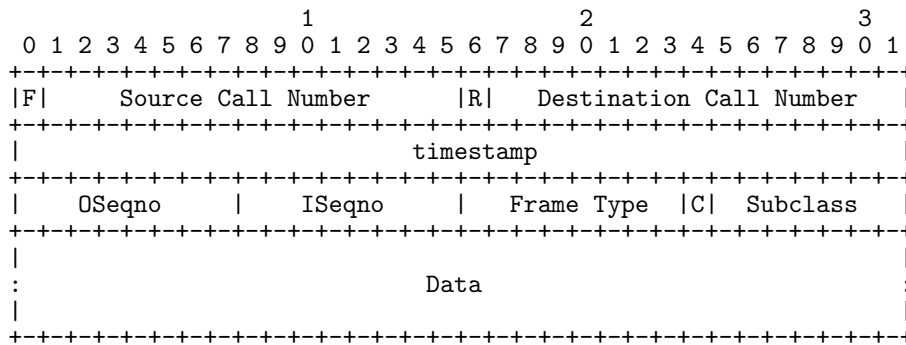 1                   2                   3
 0 1 2 3 4 5 6 7 8 9 0 1 2 3 4 5 6 7 8 9 0 1 2 3 4 5 6 7 8 9 0 1
+-+-+-+-+-+-+-+-+-+-+-+-+-+-+-+-+-+-+-+-+-+-+-+-+-+-+-+-+-+-+-+-+
|F|     Source Call Number      |R|   Destination Call Number   |
+-+-+-+-+-+-+-+-+-+-+-+-+-+-+-+-+-+-+-+-+-+-+-+-+-+-+-+-+-+-+-+-+
|                            timestamp                          |
+-+-+-+-+-+-+-+-+-+-+-+-+-+-+-+-+-+-+-+-+-+-+-+-+-+-+-+-+-+-+-+-+
|    OSeqno     |    ISeqno     |   Frame Type  |C|  Subclass   |
+-+-+-+-+-+-+-+-+-+-+-+-+-+-+-+-+-+-+-+-+-+-+-+-+-+-+-+-+-+-+-+-+
|                                                               |
:                             Data                              :
|                                                               |
+-+-+-+-+-+-+-+-+-+-+-+-+-+-+-+-+-+-+-+-+-+-+-+-+-+-+-+-+-+-+-+-+